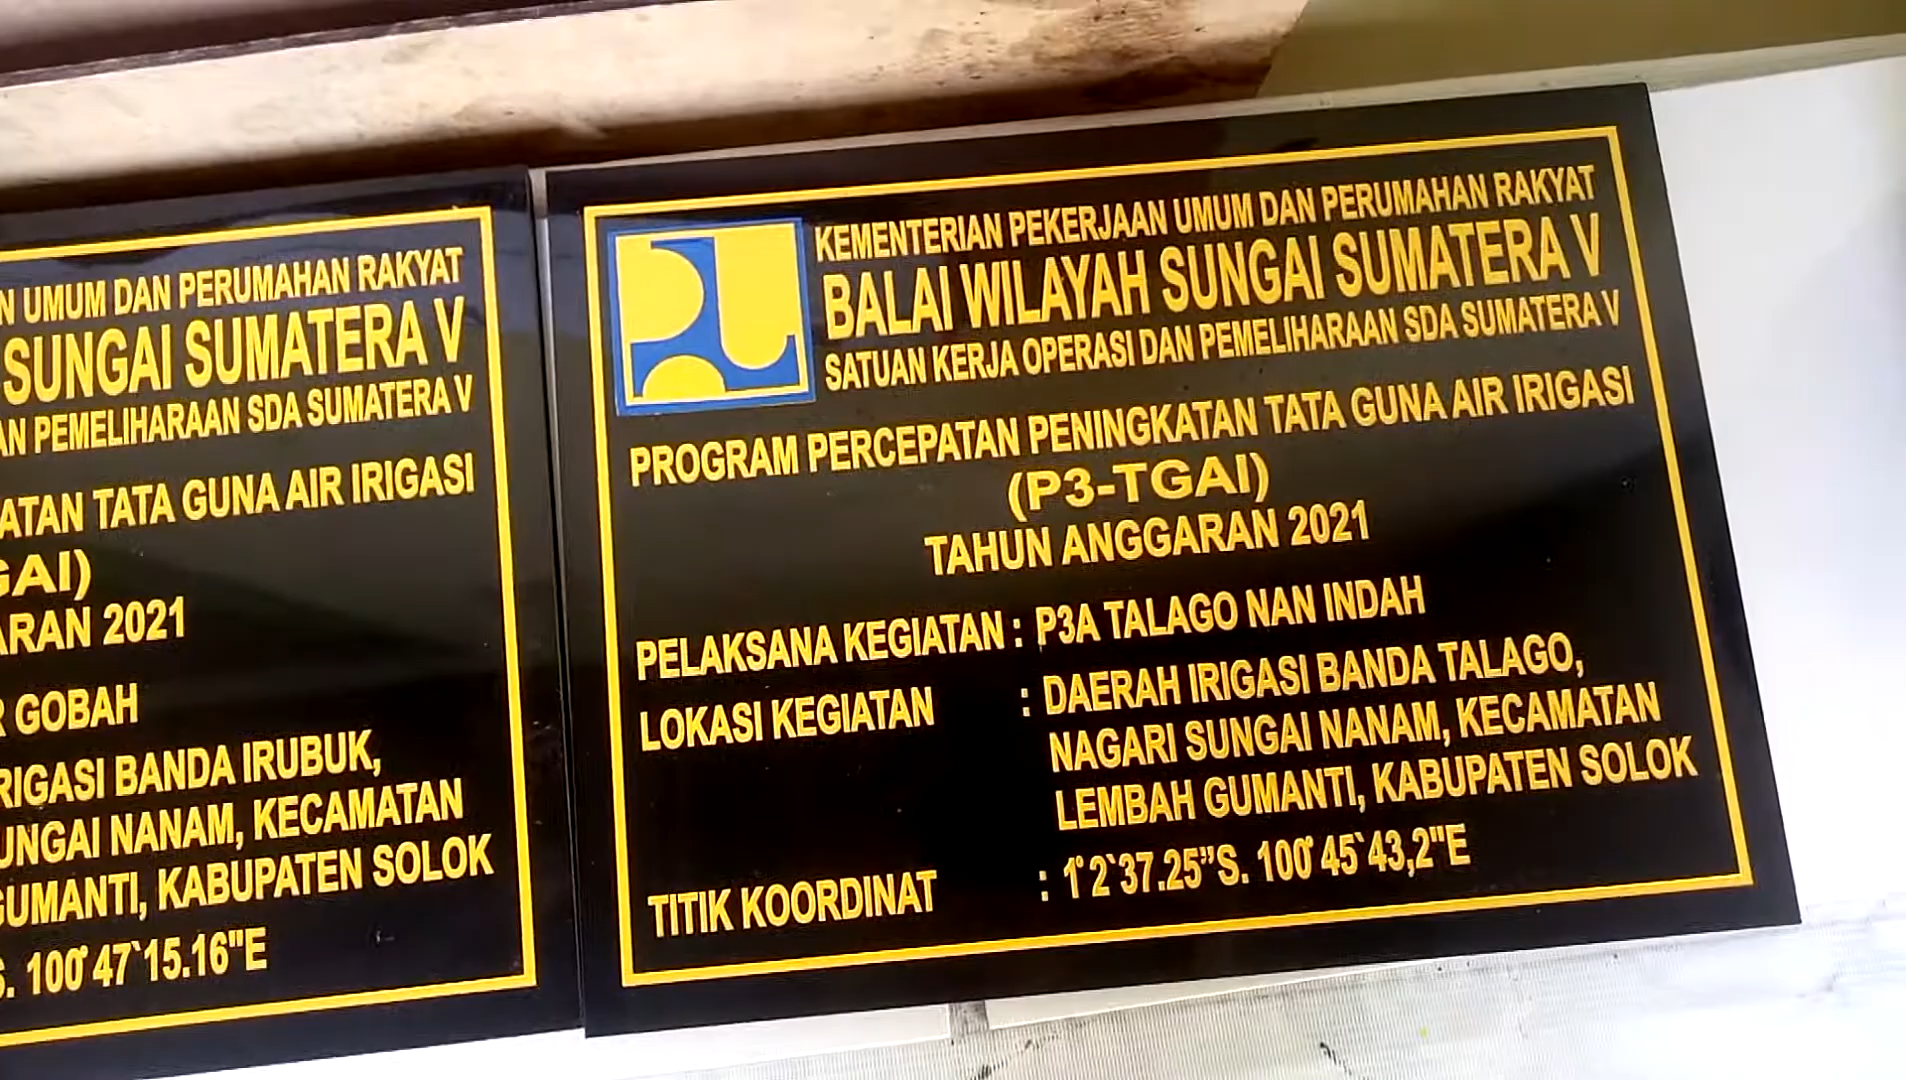 N UMUM DAN PERUMAHAN RAKYAT
SUNGAI SUMATERA V
AN PEMELIHARAAN SDA SUMATERA V
ATAN TATA GUNA AIR IRIGASI
GAI)
ARAN 2021
R GOBAH
RIGASI BANDA IRUBUK,
UNGAI NANAM, KECAMATAN
GUMANTI, KABUPATEN SOLOK
S. 100° 47`15.16"E
KEMENTERIAN PEKERJAAN UMUM DAN PERUMAHAN RAKYAT
BALAI WILAYAH SUNGAI SUMATERA V
SATUAN KERJA OPERASI DAN PEMELIHARAAN SDA SUMATERA V
PROGRAM PERCEPATAN PENINGKATAN TATA GUNA AIR IRIGASI
(P3-TGAI)
TAHUN ANGGARAN 2021
PELAKSANA KEGIATAN : P3A TALAGO NAN INDAH
LOKASI KEGIATAN : DAERAH IRIGASI BANDA TALAGO,
NAGARI SUNGAI NANAM, KECAMATAN
LEMBAH GUMANTI, KABUPATEN SOLOK
TITIK KOORDINAT : 1°2`37.25”S. 100° 45`43,2"E